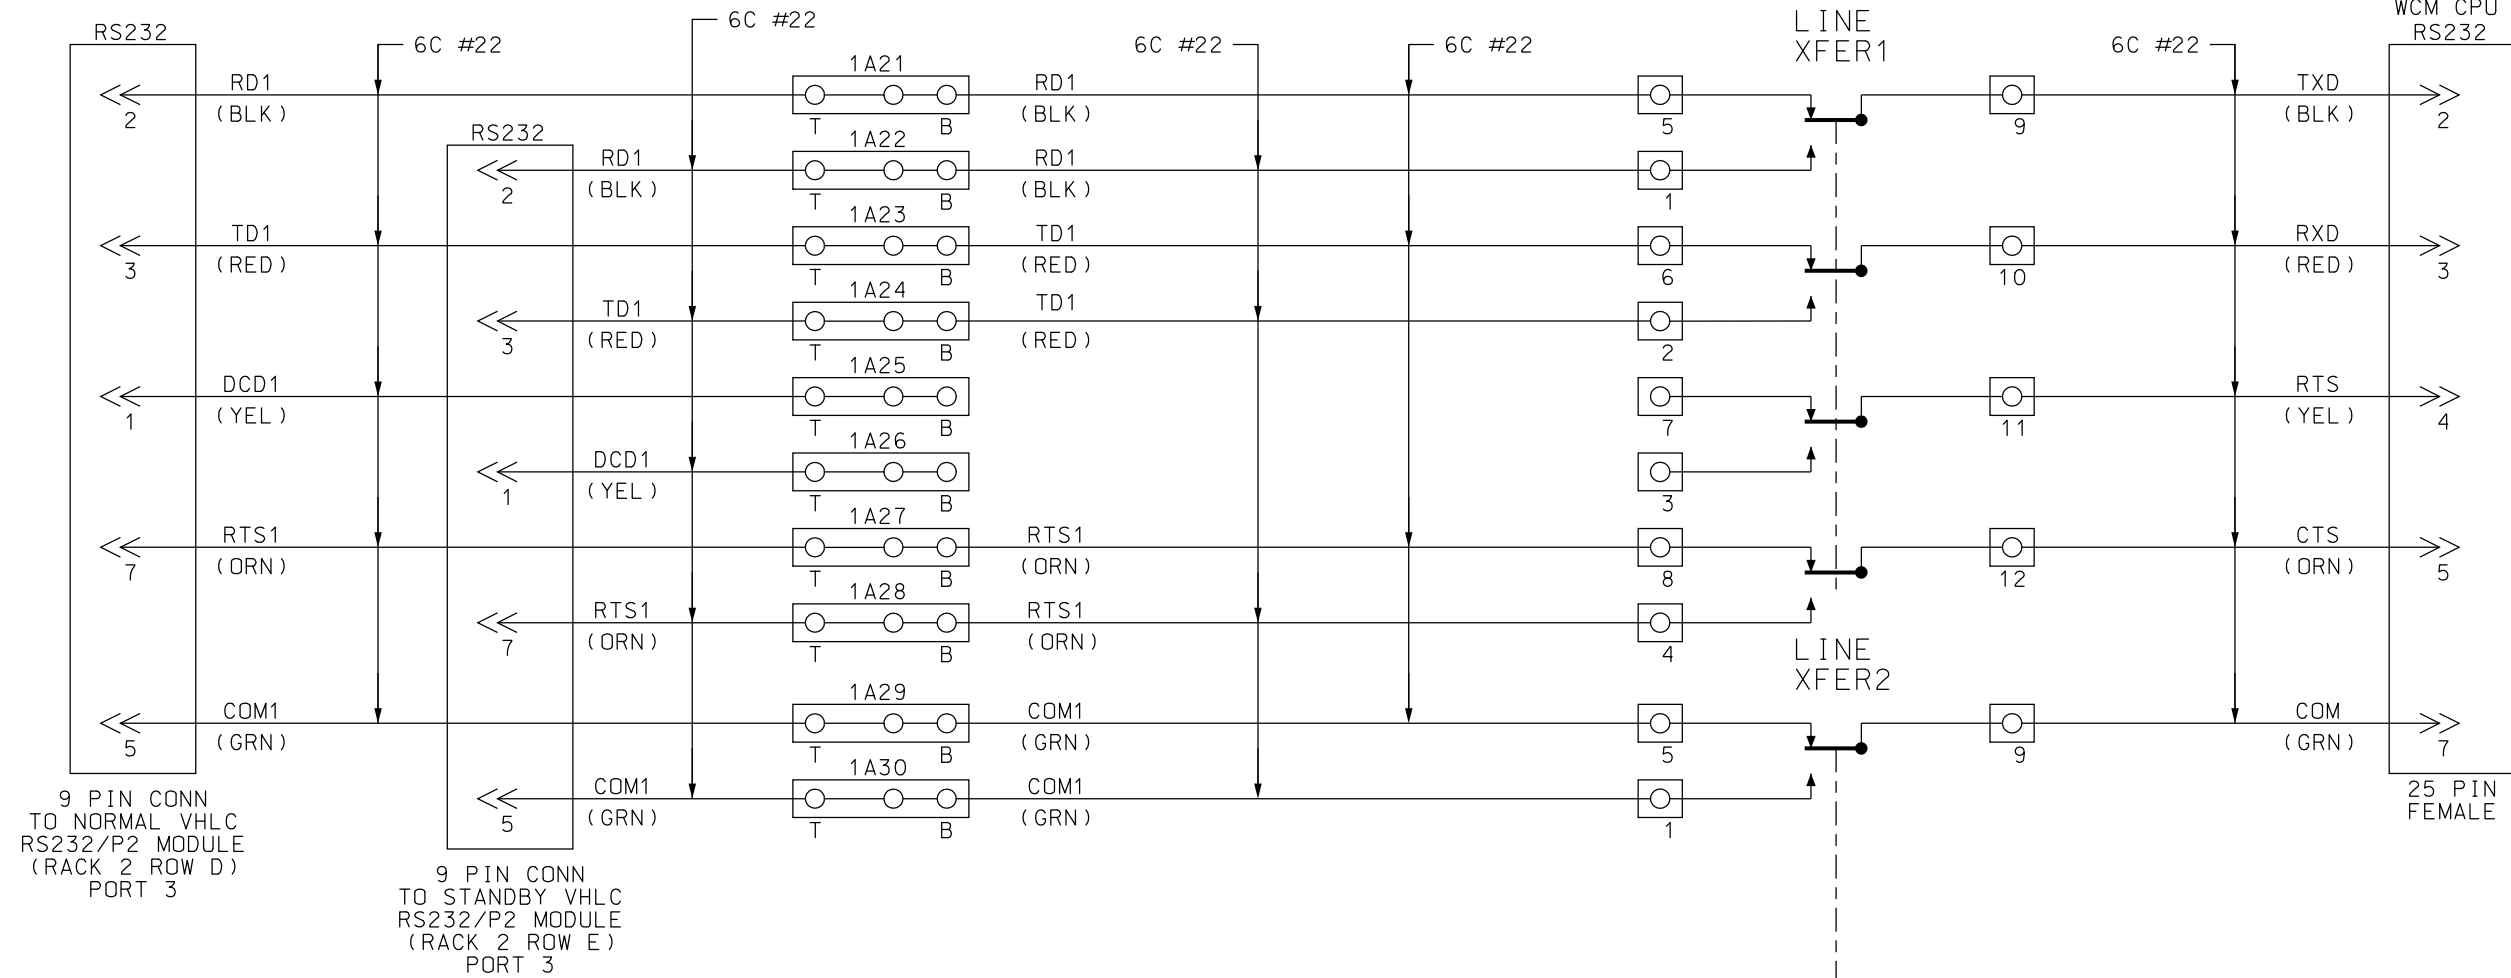 WCM CPU
RS232
RS232
6C #22
6C #22
6C #22
6C #22
6C #22
LINE
XFER1
RD1
(BLK)
2
1A21
T B
RD1
(BLK)
5
9
TXD
(BLK)
2
RS232
RD1
(BLK)
2
1A22
T B
RD1
(BLK)
1
TD1
(RED)
3
1A23
T B
TD1
(RED)
6
10
RXD
(RED)
3
TD1
(RED)
3
1A24
T B
TD1
(RED)
2
DCD1
(YEL)
1
1A25
T B
7
11
RTS
(YEL)
4
DCD1
(YEL)
1
1A26
T B
3
RTS1
(ORN)
7
1A27
T B
RTS1
(ORN)
8
12
CTS
(ORN)
5
RTS1
(ORN)
7
1A28
T B
RTS1
(ORN)
4
LINE
XFER2
COM1
(GRN)
5
1A29
T B
COM1
(GRN)
5
9
COM
(GRN)
7
COM1
(GRN)
5
1A30
T B
COM1
(GRN)
1
9 PIN CONN
TO NORMAL VHLC
RS232/P2 MODULE
(RACK 2 ROW D)
PORT 3
9 PIN CONN
TO STANDBY VHLC
RS232/P2 MODULE
(RACK 2 ROW E)
PORT 3
25 PIN
FEMALE